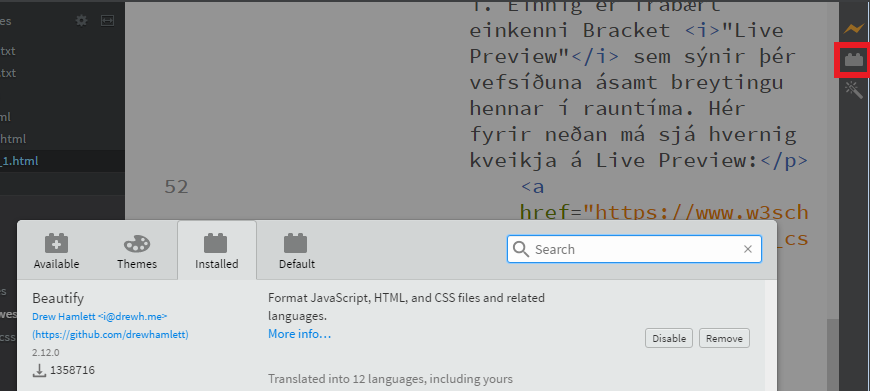 es
í. Einnig er frábært
einkenni Bracket <i>"Live
.txt
Preview"</i> sem sýnir þér
.txt
vefsíðuna ásamt breytingu
hennar í rauntíma. Hér
ml
fyrir neðan má sjá hvernig
html
kveikja á Live Preview:</p>
_1.html
52
<a
href="https://www.w3sch
_cs
Available
Themes
Installed
Default
Search
es
Beautify
Drew Hamlett <i@drewh.me>
(https://github.com/drewhamlett)
2.12.0
1358716
Format JavaScript, HTML, and CSS files and related
languages.
More info…
Disable
Remove
Translated into 12 languages, including yours
wes
css